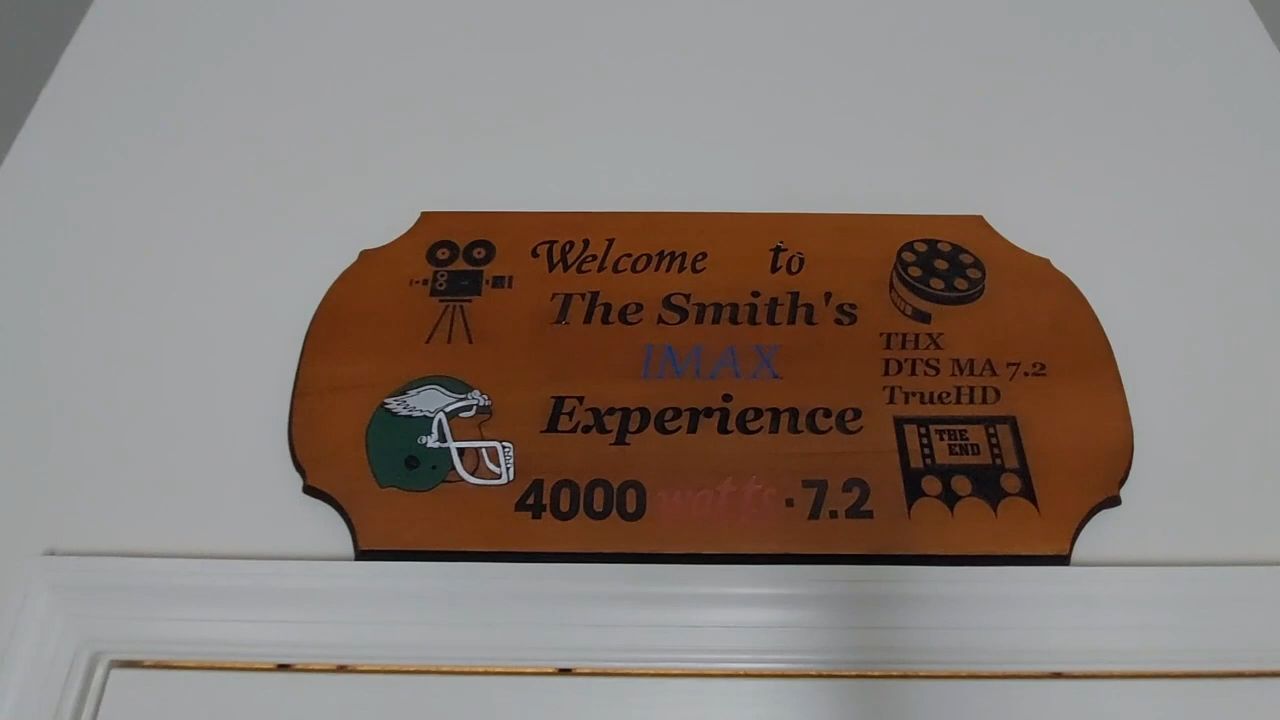 Welcome to
The Smith's
IMAX
Experience
4000 watts · 7.2
THX
DTS MA 7.2
TrueHD
THE
END